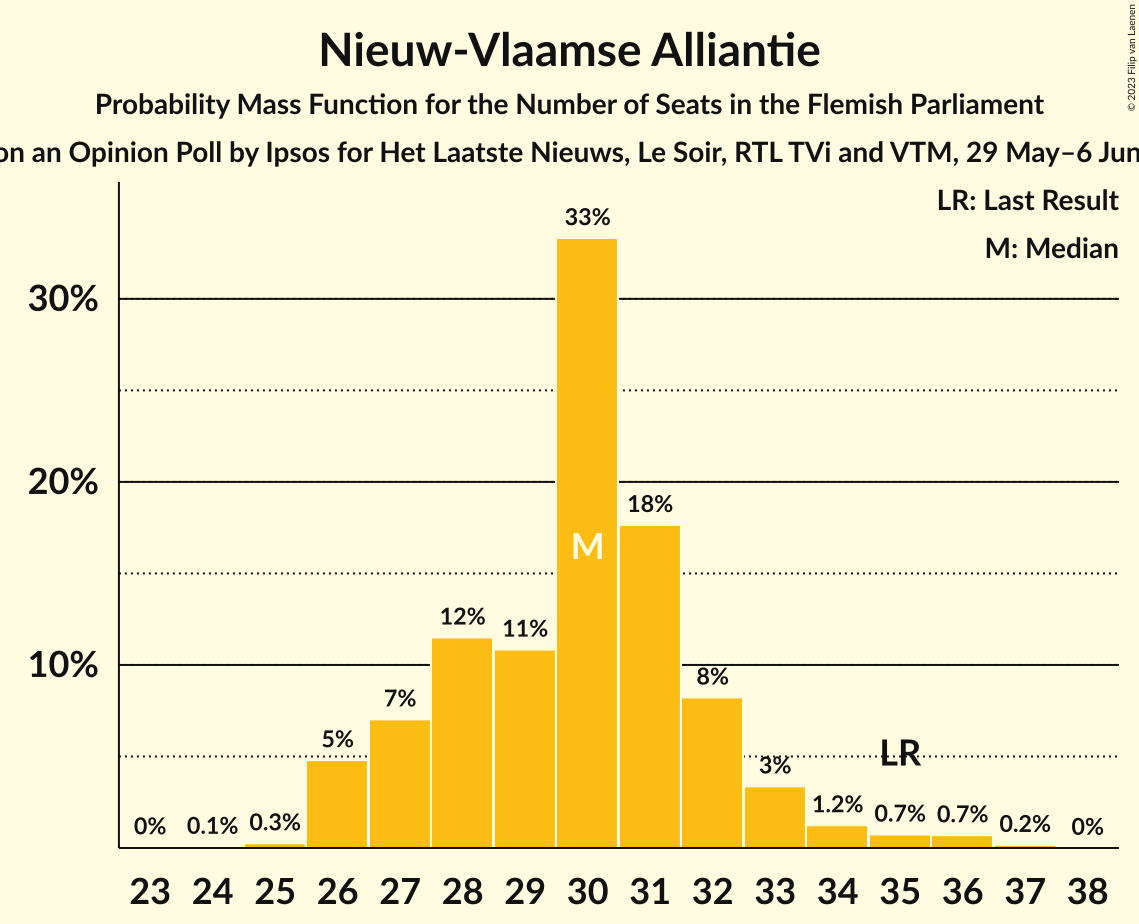 Nieuw-Vlaamse Alliantie
Probability Mass Function for the Number of Seats in the Flemish Parliament
on an Opinion Poll by Ipsos for Het Laatste Nieuws, Le Soir, RTL TVi and VTM, 29 May–6 Jun
© 2023 Filip van Laenen
LR: Last Result
M: Median
30%
20%
10%
0%
0.1%
0.3%
5%
7%
12%
11%
33%
18%
8%
3%
1.2%
0.7%
0.7%
0.2%
0%
M
LR
23 24 25 26 27 28 29 30 31 32 33 34 35 36 37 38